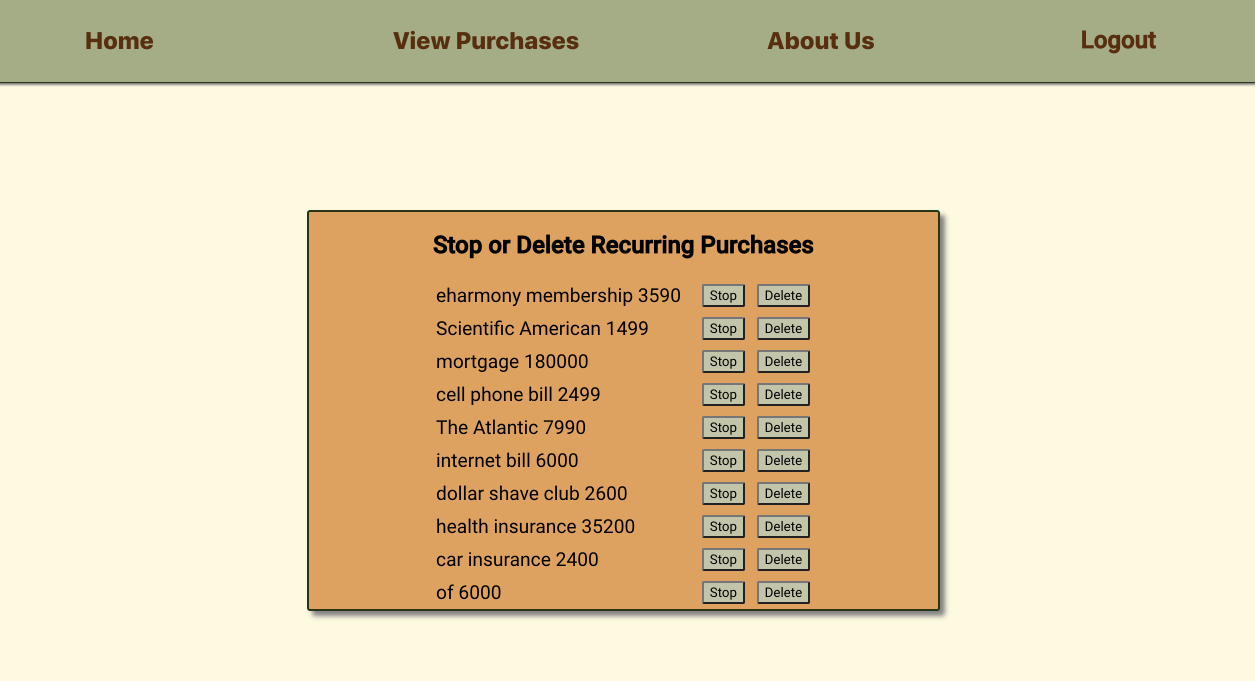 Home View Purchases About Us Logout
Stop or Delete Recurring Purchases
eharmony membership 3590 Stop Delete
Scientific American 1499 Stop Delete
mortgage 180000 Stop Delete
cell phone bill 2499 Stop Delete
The Atlantic 7990 Stop Delete
internet bill 6000 Stop Delete
dollar shave club 2600 Stop Delete
health insurance 35200 Stop Delete
car insurance 2400 Stop Delete
of 6000 Stop Delete